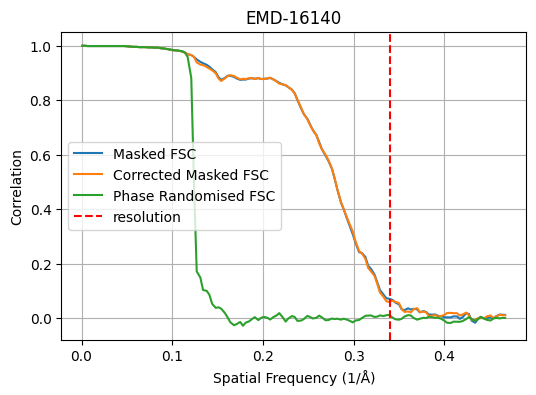 EMD-16140
1.0
0.8
0.6
0.4
0.2
0.0
Correlation
Masked FSC
Corrected Masked FSC
Phase Randomised FSC
resolution
0.0
0.1
0.2
0.3
0.4
Spatial Frequency (1/Å)